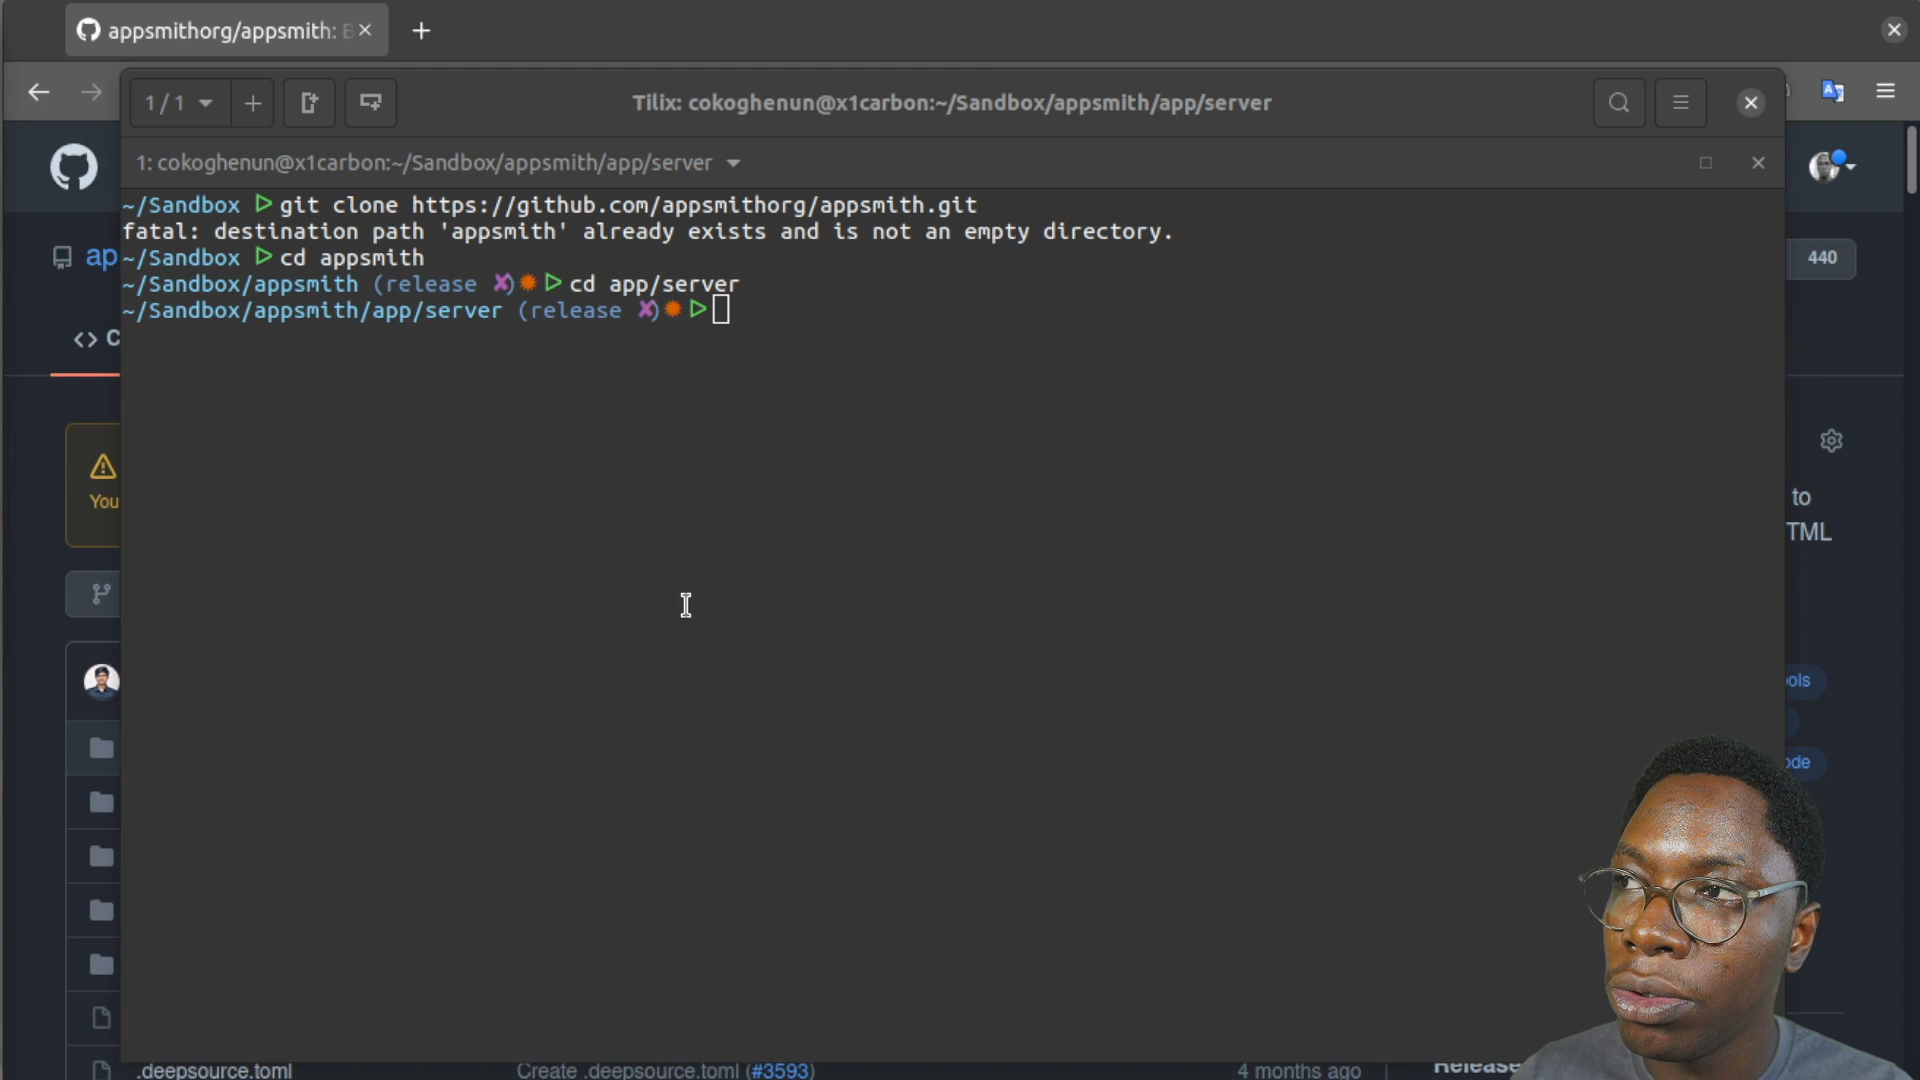 appsmithorg/appsmith: B
1 / 1
Tilix: cokoghenun@x1carbon:~/Sandbox/appsmith/app/server
1: cokoghenun@x1carbon:~/Sandbox/appsmith/app/server
~/Sandbox ▷ git clone https://github.com/appsmithorg/appsmith.git
fatal: destination path 'appsmith' already exists and is not an empty directory.
~/Sandbox ▷ cd appsmith
~/Sandbox/appsmith (release ✘)✹ ▷ cd app/server
~/Sandbox/appsmith/app/server (release ✘)✹ ▷
ap
440
<> C
You
to
TML
ools
ode
.deepsource.toml
Create .deepsource.toml (#3593)
4 months ago
Release